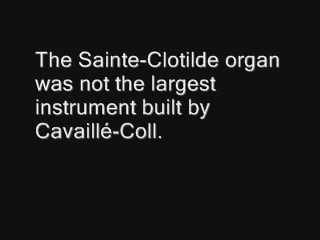 The Sainte-Clotilde organ
was not the largest
instrument built by
Cavaillé-Coll.